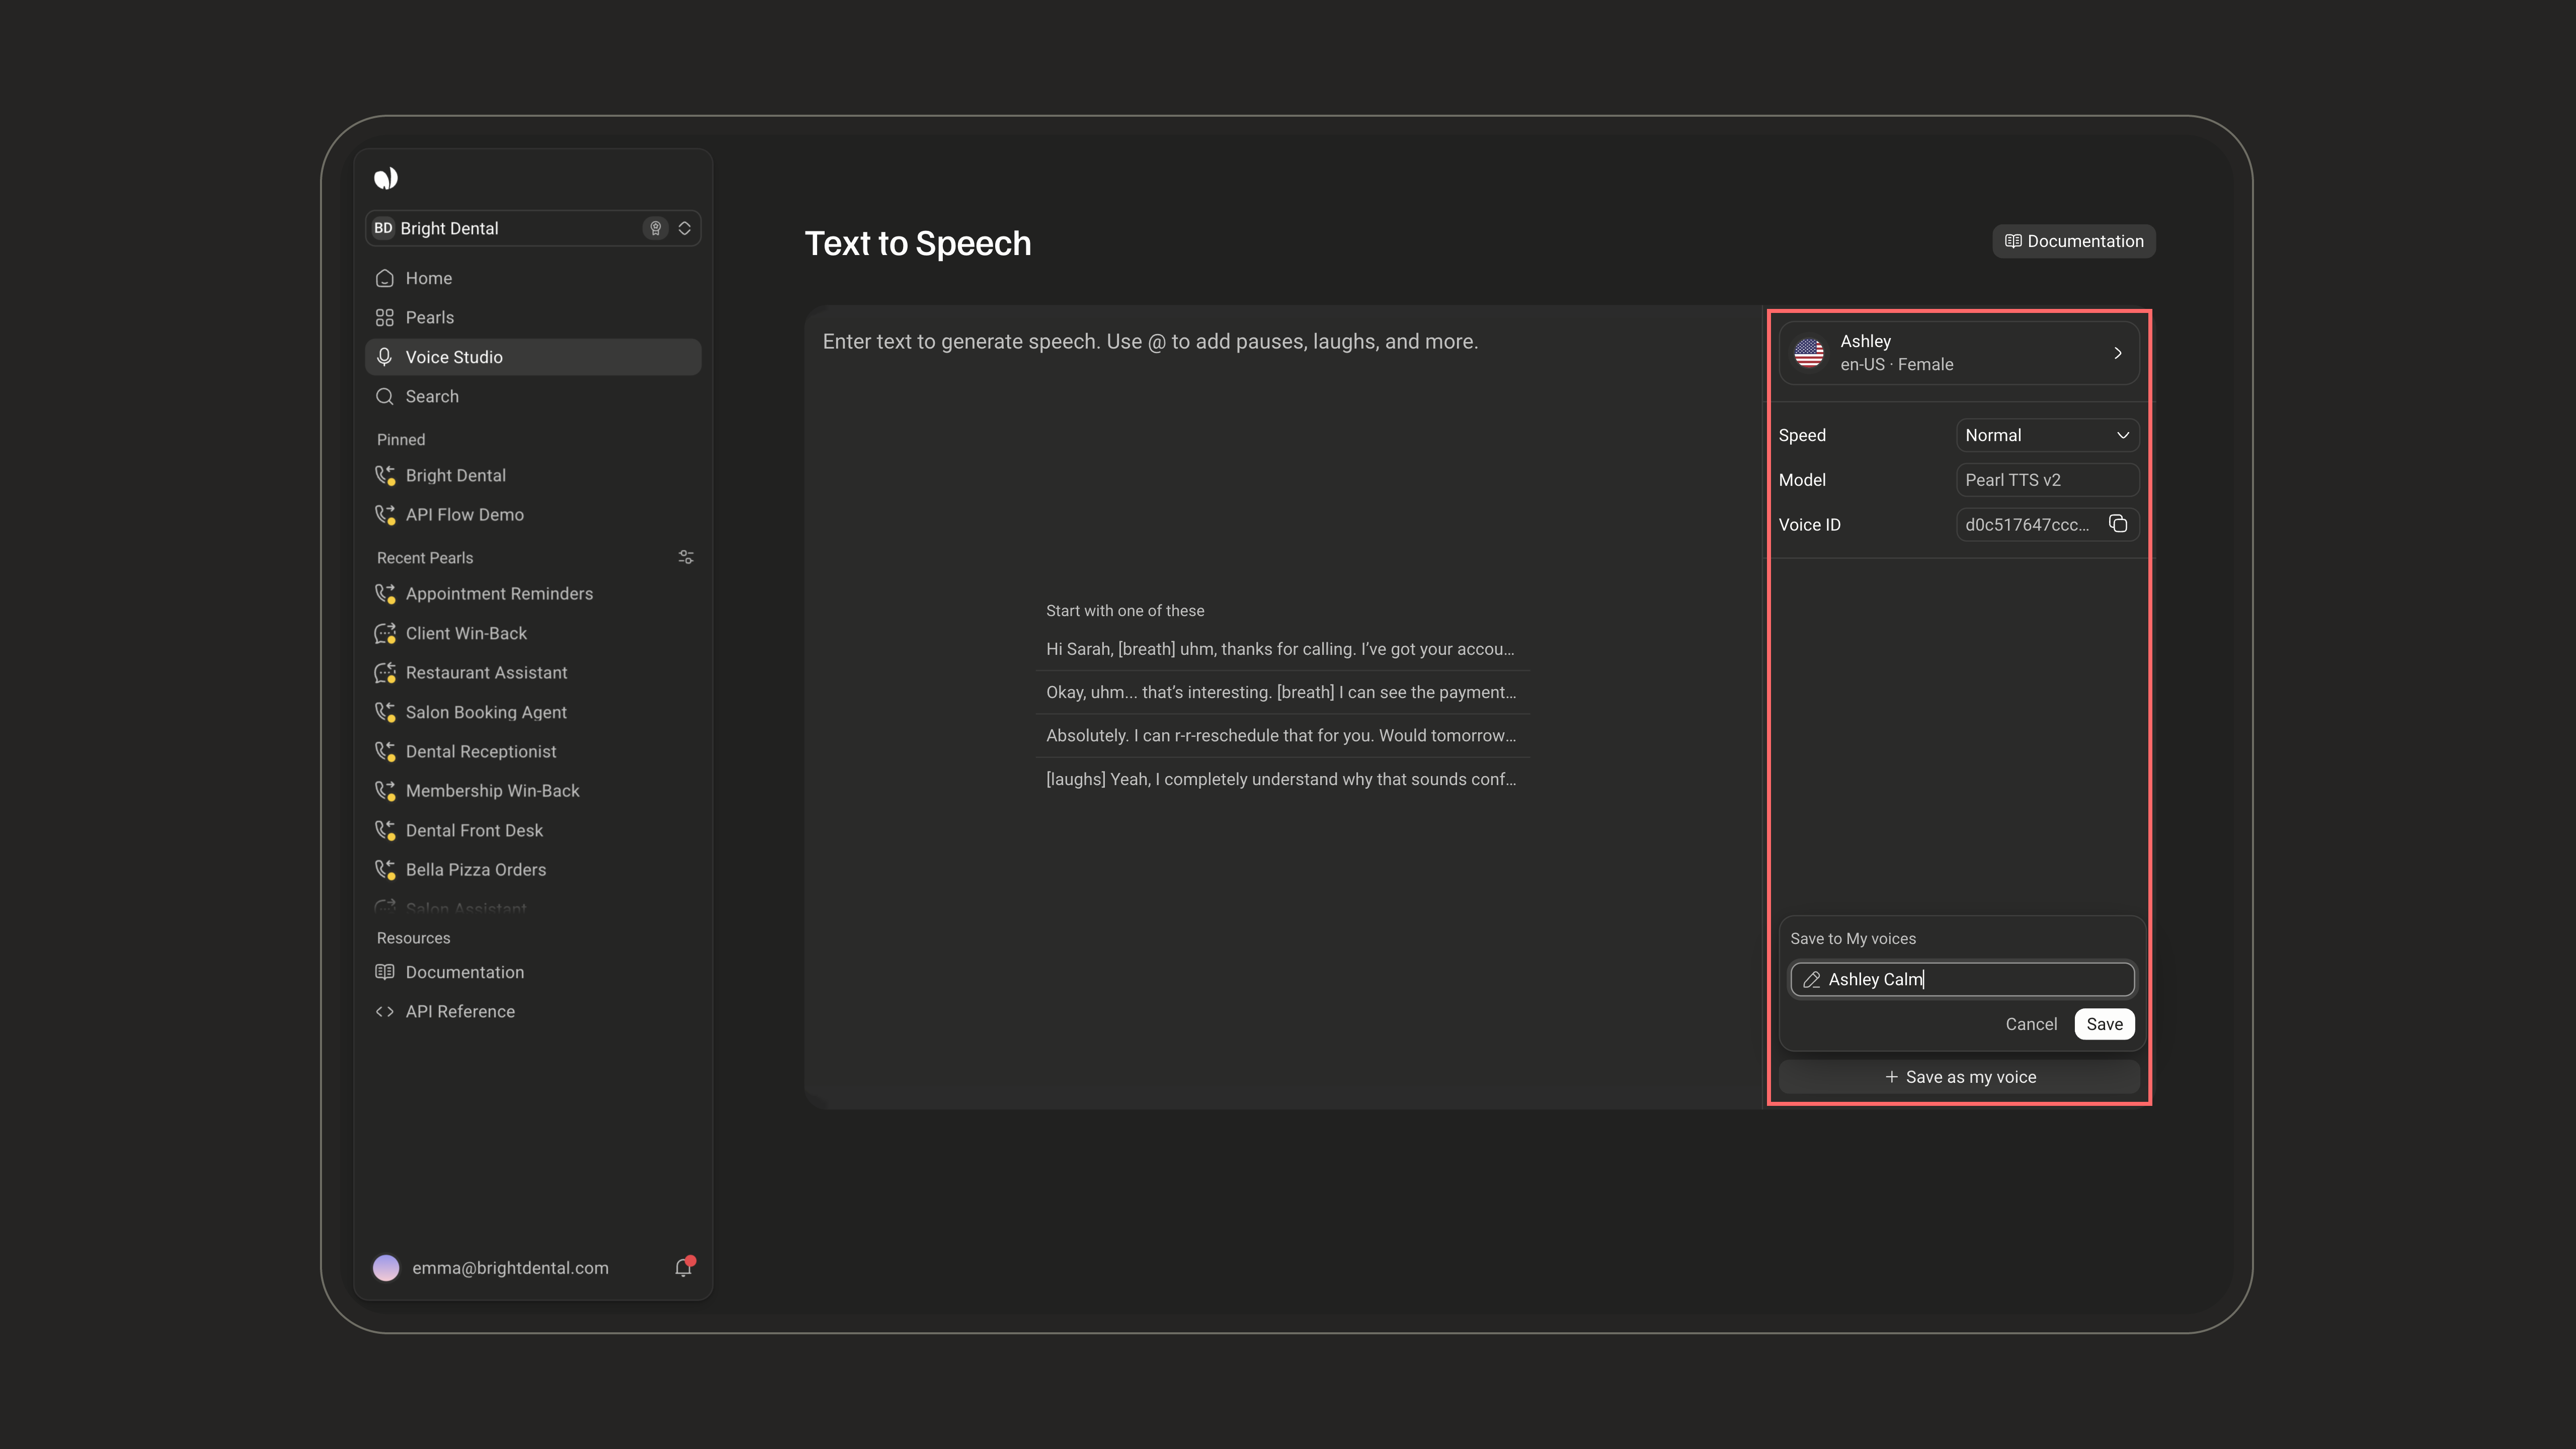 BD Bright Dental
Home
Pearls
Voice Studio
Search
Pinned
Bright Dental
API Flow Demo
Recent Pearls
Appointment Reminders
Client Win-Back
Restaurant Assistant
Salon Booking Agent
Dental Receptionist
Membership Win-Back
Dental Front Desk
Bella Pizza Orders
Salon Assistant
Resources
Documentation
API Reference
emma@brightdental.com
Text to Speech
Documentation
Enter text to generate speech. Use @ to add pauses, laughs, and more.
Start with one of these
Hi Sarah, [breath] uhm, thanks for calling. I’ve got your accou...
Okay, uhm... that’s interesting. [breath] I can see the payment...
Absolutely. I can r-r-reschedule that for you. Would tomorrow...
[laughs] Yeah, I completely understand why that sounds conf...
Ashley
en-US · Female
Speed
Normal
Model
Pearl TTS v2
Voice ID
d0c517647ccc...
Save to My voices
Ashley Calm
Cancel
Save
+ Save as my voice